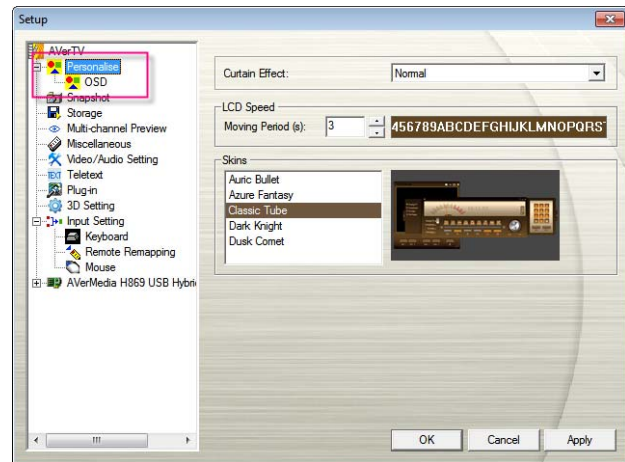 Setup
AVerTV
Personalise
OSD
Snapshot
Storage
Multi-channel Preview
Miscellaneous
Video/Audio Setting
TEXT Teletext
Plug-in
3D Setting
Input Setting
Keyboard
Remote Remapping
Mouse
AVerMedia H869 USB Hybri
Curtain Effect: Normal
LCD Speed
Moving Period (s): 3 456789ABCDEFGHIJKLMNOPQRST
Skins
Auric Bullet
Azure Fantasy
Classic Tube
Dark Knight
Dusk Comet
OK Cancel Apply